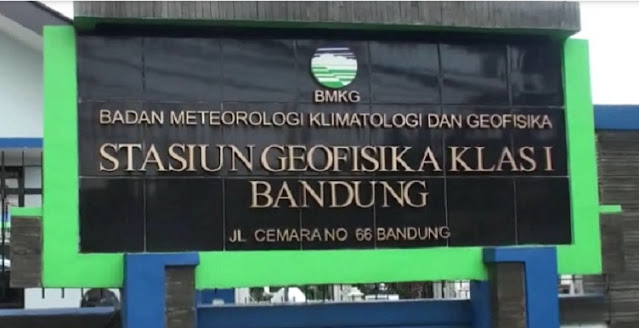 BMKG
BADAN METEOROLOGI KLIMATOLOGI DAN GEOFISIKA
STASIUN GEOFISIKA KLAS I
BANDUNG
JL CEMARA NO 66 BANDUNG